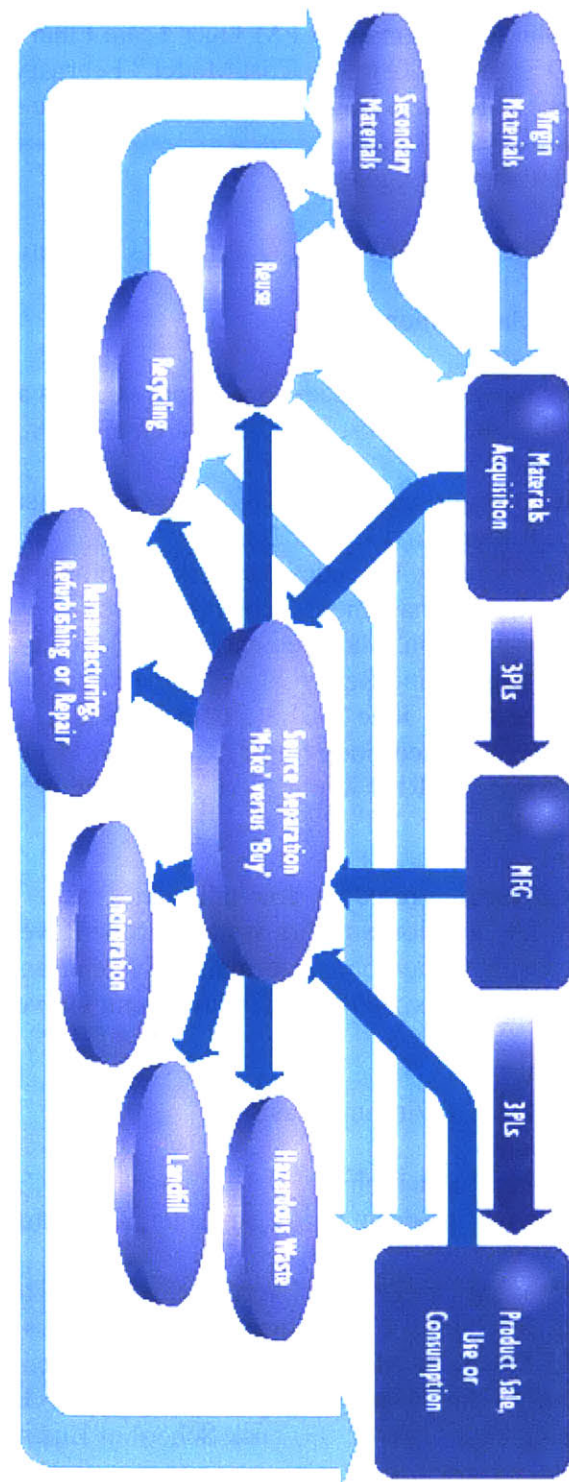 Virgin
Materials
Materials
Acquisition
3PLs
MFG
3PLs
Product Sale,
Use or
Consumption
Secondary
Materials
Reuse
Recycling
Source Separation
'Make' versus 'Buy'
Remanufacturing,
Refurbishing or Repair
Incineration
Landfill
Hazardous Waste